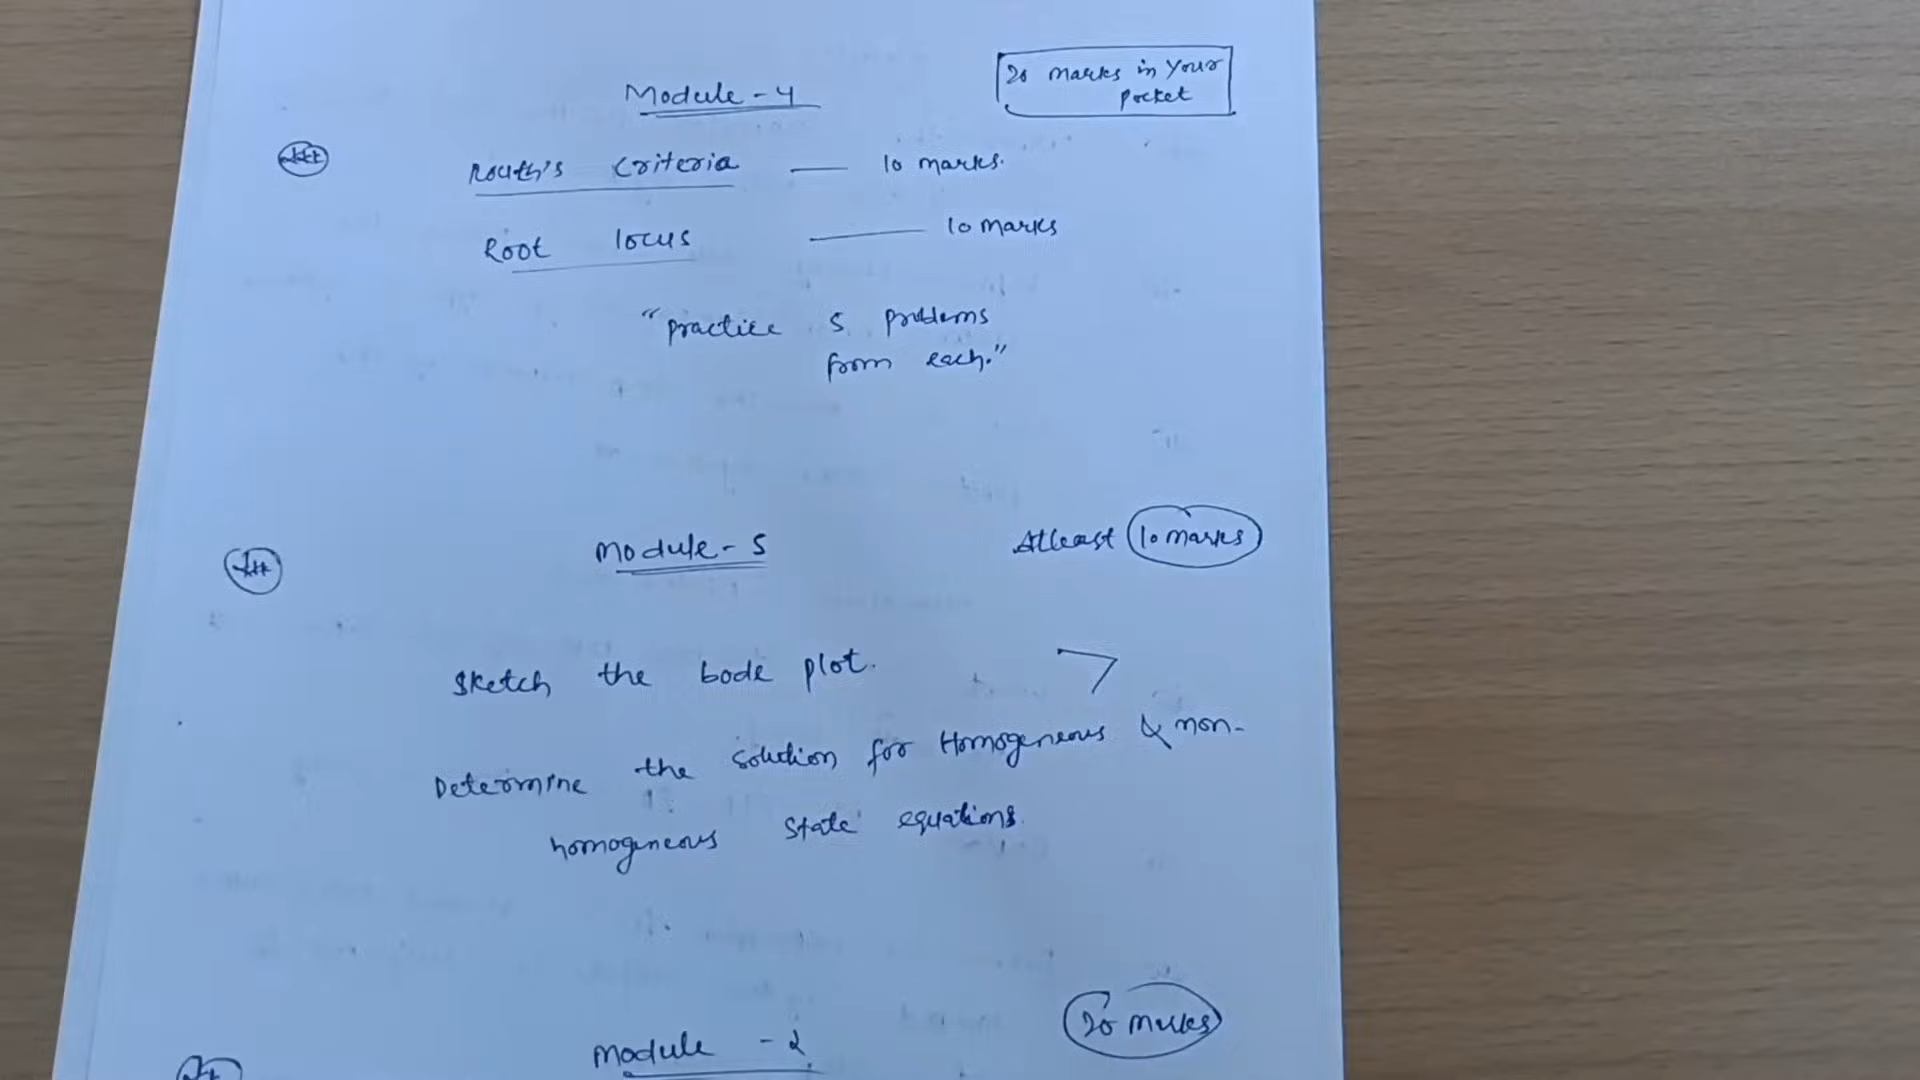 Module - 4
20 marks in Your
pocket
***
Routh's criteria — 10 marks.
Root locus — 10 marks
"practice 5 problems
from each."
Module - 5
Atleast 10 marks
***
Sketch the bode plot.
Determine the solution for Homogeneous & non-
homogeneous state equations.
Module - 2
20 marks